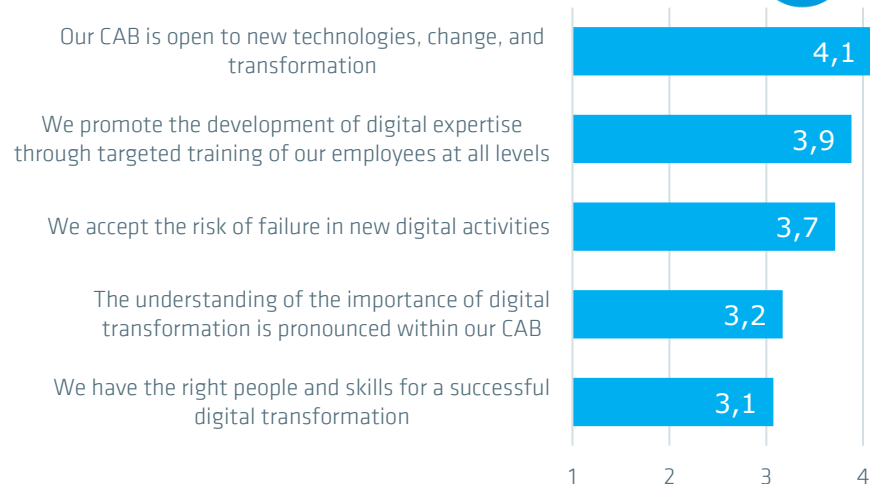 Our CAB is open to new technologies, change, and
transformation
4,1
We promote the development of digital expertise
through targeted training of our employees at all levels
3,9
We accept the risk of failure in new digital activities
3,7
The understanding of the importance of digital
transformation is pronounced within our CAB
3,2
We have the right people and skills for a successful
digital transformation
3,1
1 2 3 4